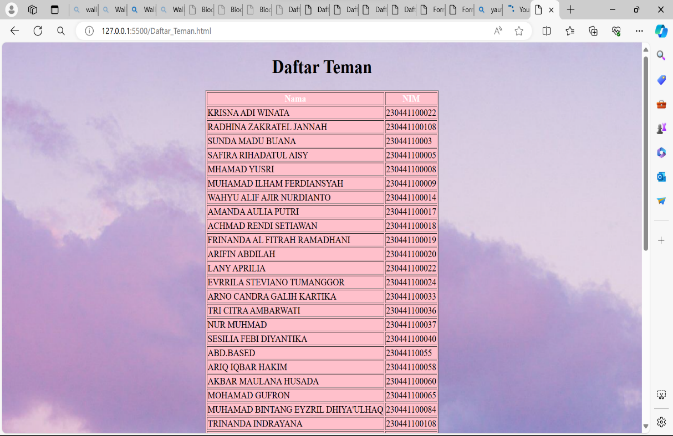 127.0.0.1:5500/Daftar_Teman.html
Daftar Teman
Nama NIM
KRISNA ADI WINATA 230441100022
RADHINA ZAKRATEL JANNAH 230441100108
SUNDA MADU BUANA 23044110003
SAFIRA RIHADATUL AISY 230441100005
MHAMAD YUSRI 230441100008
MUHAMAD ILHAM FERDIANSYAH 230441100009
WAHYU ALIF AJIR NURDIANTO 230441100014
AMANDA AULIA PUTRI 230441100017
ACHMAD RENDI SETIAWAN 230441100018
FRINANDA AL FITRAH RAMADHANI 230441100019
ARIFIN ABDILAH 230441100020
LANY APRILIA 230441100022
EVRRILA STEVIANO TUMANGGOR 230441100024
ARNO CANDRA GALIH KARTIKA 230441100033
TRI CITRA AMBARWATI 230441100036
NUR MUHMAD 230441100037
SESILIA FEBI DIYANTIKA 230441100040
ABD.BASED 23044110055
ARIQ IQBAR HAKIM 230441100058
AKBAR MAULANA HUSADA 230441100060
MOHAMAD GUFRON 230441100065
MUHAMAD BINTANG EYZRIL DHIYA'ULHAQ 230441100084
TRINANDA INDRAYANA 230441100108